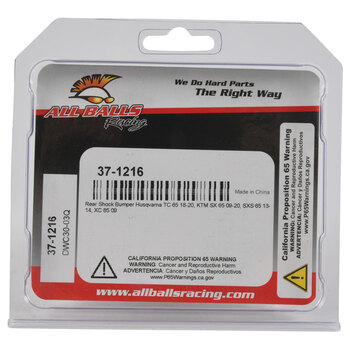 We Do Hard Parts
The Right Way
ALL BALLS
Racing
37-1216
Made in China
Rear Shock Bumper Husqvarna TC 65 18-20, KTM SX 65 09-20, SXS 65 13-
14, XC 65 09
37-1216
DWC30-03Q
CALIFORNIA PROPOSITION 65 WARNING
WARNING: Cancer and Reproductive Harm
ADVERTENCIA: Cáncer y Daños Reproductivos
www.P65Warnings.ca.gov
California Proposition 65 Warning
WARNING: Cancer and Reproductive Harm
ADVERTENCIA: Cáncer y Daños Reproductivos
www.P65Warnings.ca.gov
www.allballsracing.com